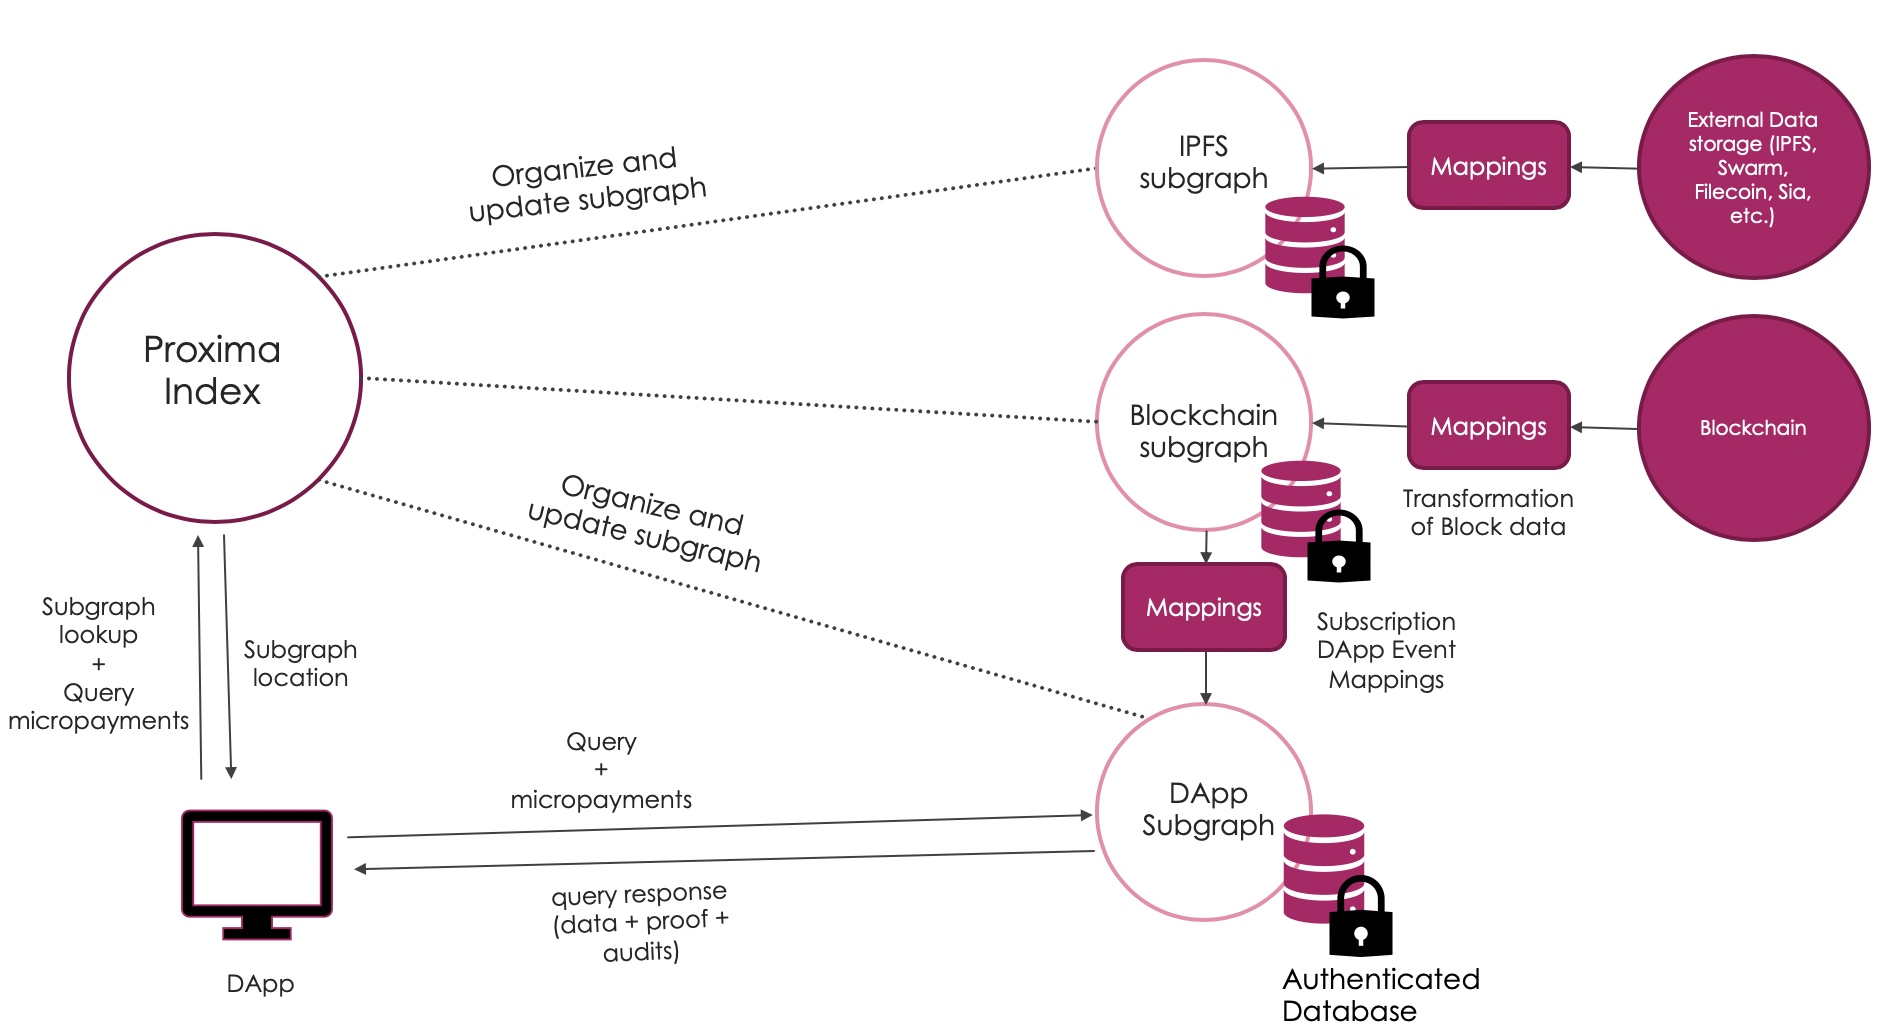 Organize and
update subgraph
IPFS
subgraph
Mappings
External Data
storage (IPFS,
Swarm,
Filecoin, Sia,
etc.)
Proxima
Index
Blockchain
subgraph
Mappings
Blockchain
Transformation
of Block data
Organize and
update subgraph
Mappings
Subscription
DApp Event
Mappings
Subgraph
lookup
+
Query
micropayments
Subgraph
location
Query
+
micropayments
DApp
Subgraph
query response
(data + proof +
audits)
DApp
Authenticated
Database